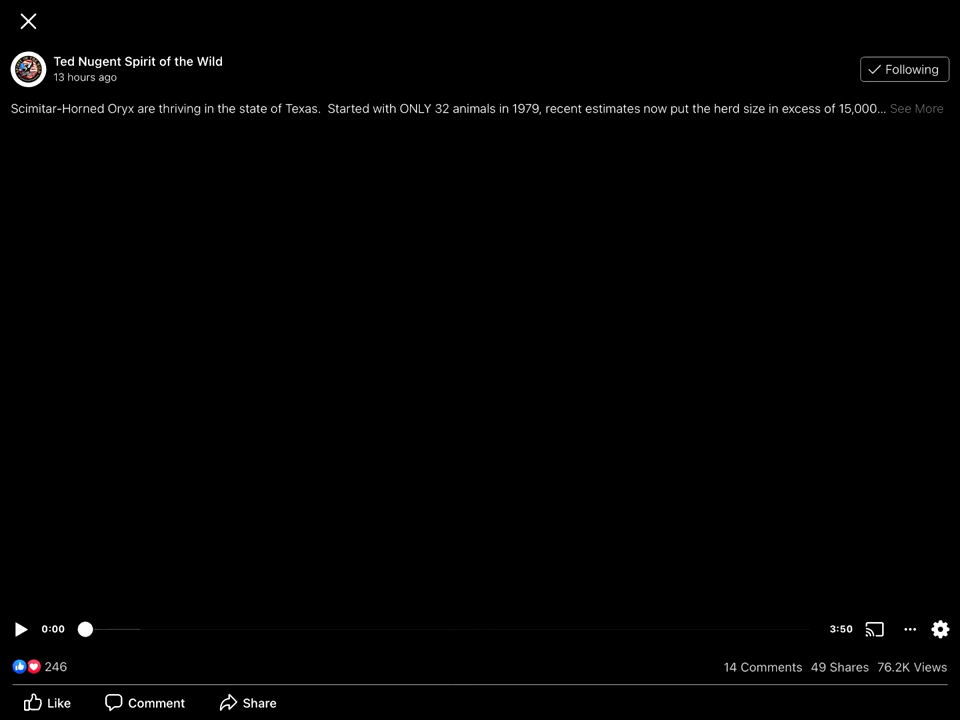 Ted Nugent Spirit of the Wild
13 hours ago
Following
Scimitar-Horned Oryx are thriving in the state of Texas.  Started with ONLY 32 animals in 1979, recent estimates now put the herd size in excess of 15,000... See More
0:00
3:50
246
14 Comments 49 Shares 76.2K Views
Like Comment Share